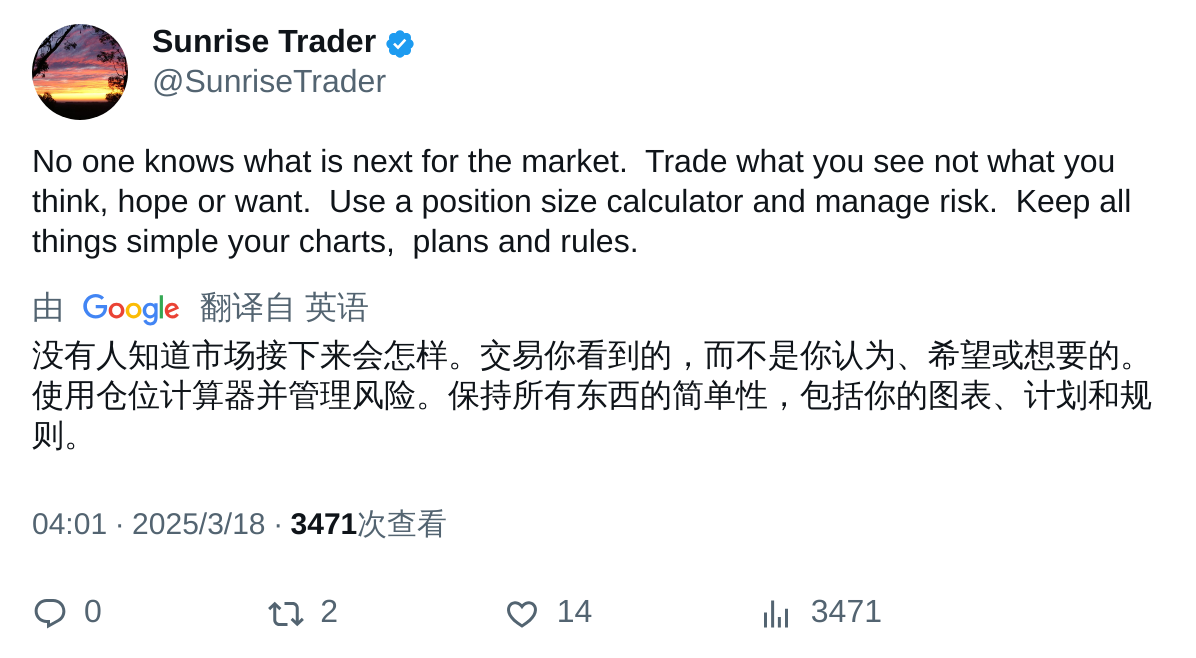 Sunrise Trader
@SunriseTrader
No one knows what is next for the market.  Trade what you see not what you
think, hope or want.  Use a position size calculator and manage risk.  Keep all
things simple your charts,  plans and rules.
由 Google 翻译自 英语
没有人知道市场接下来会怎样。交易你看到的，而不是你认为、希望或想要的。
使用仓位计算器并管理风险。保持所有东西的简单性，包括你的图表、计划和规
则。
04:01 · 2025/3/18 · 3471次查看
0 2 14 3471